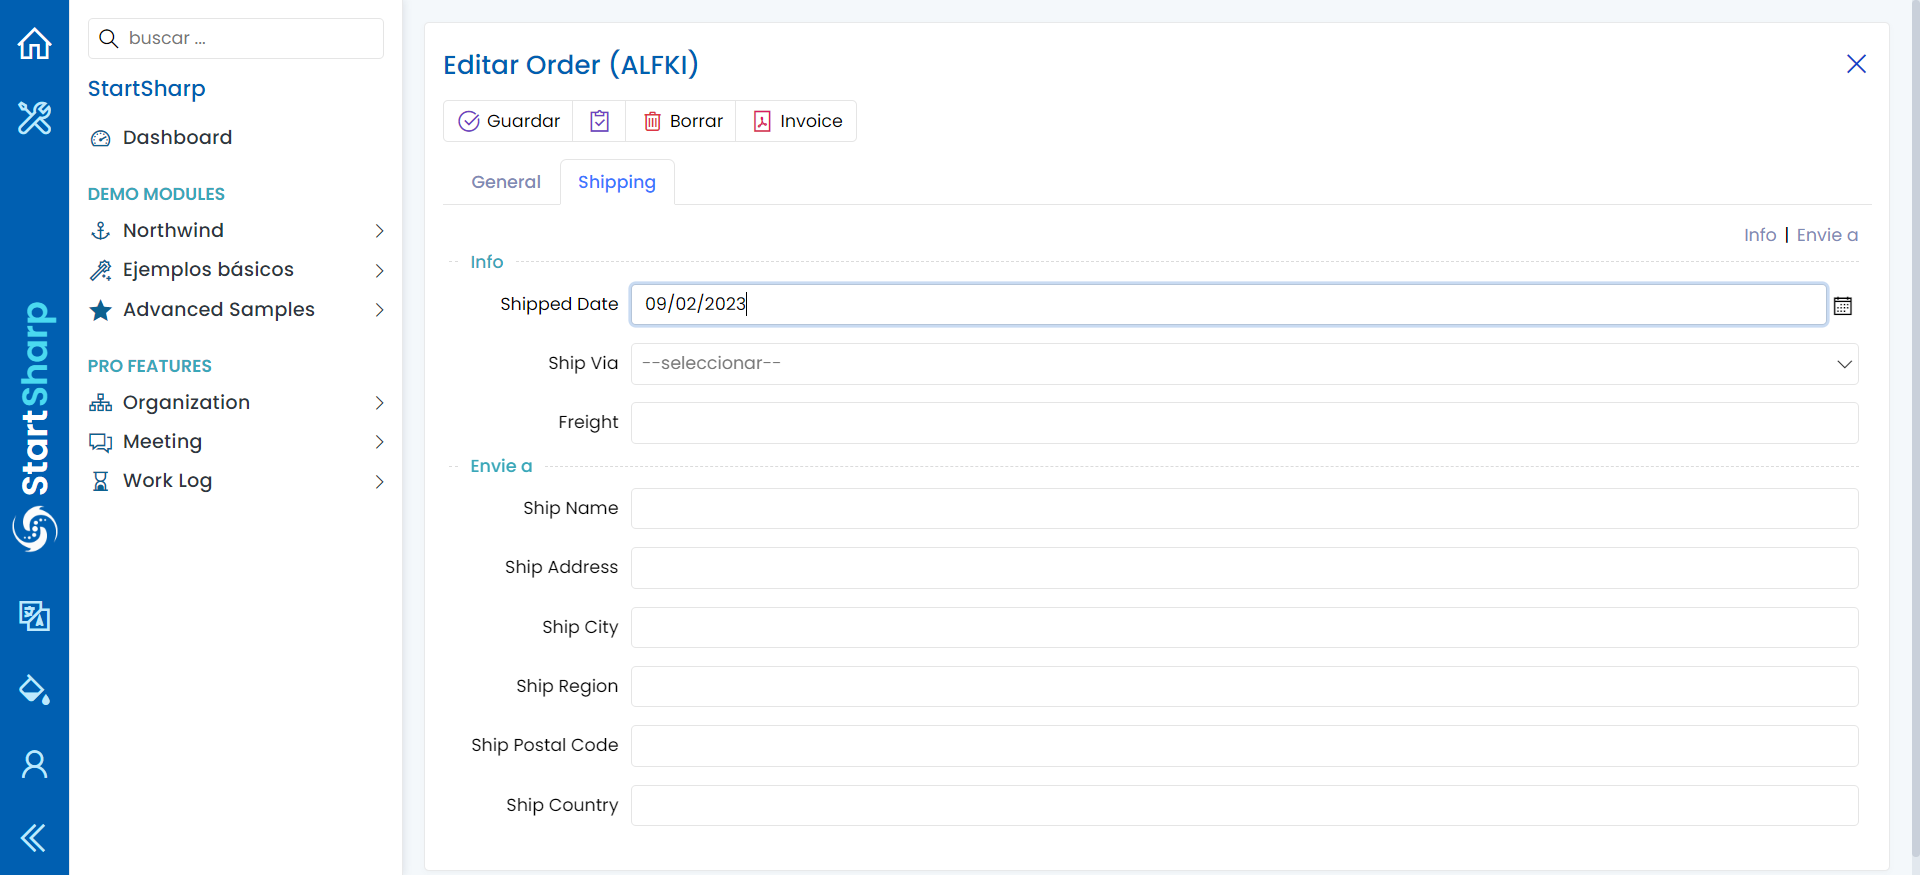 StartSharp
buscar ...
StartSharp
Dashboard
DEMO MODULES
Northwind
Ejemplos básicos
Advanced Samples
PRO FEATURES
Organization
Meeting
Work Log
Editar Order (ALFKI)
Guardar
Borrar
Invoice
General
Shipping
Info | Envie a
Info
Shipped Date 09/02/2023
Ship Via --seleccionar--
Freight
Envie a
Ship Name
Ship Address
Ship City
Ship Region
Ship Postal Code
Ship Country